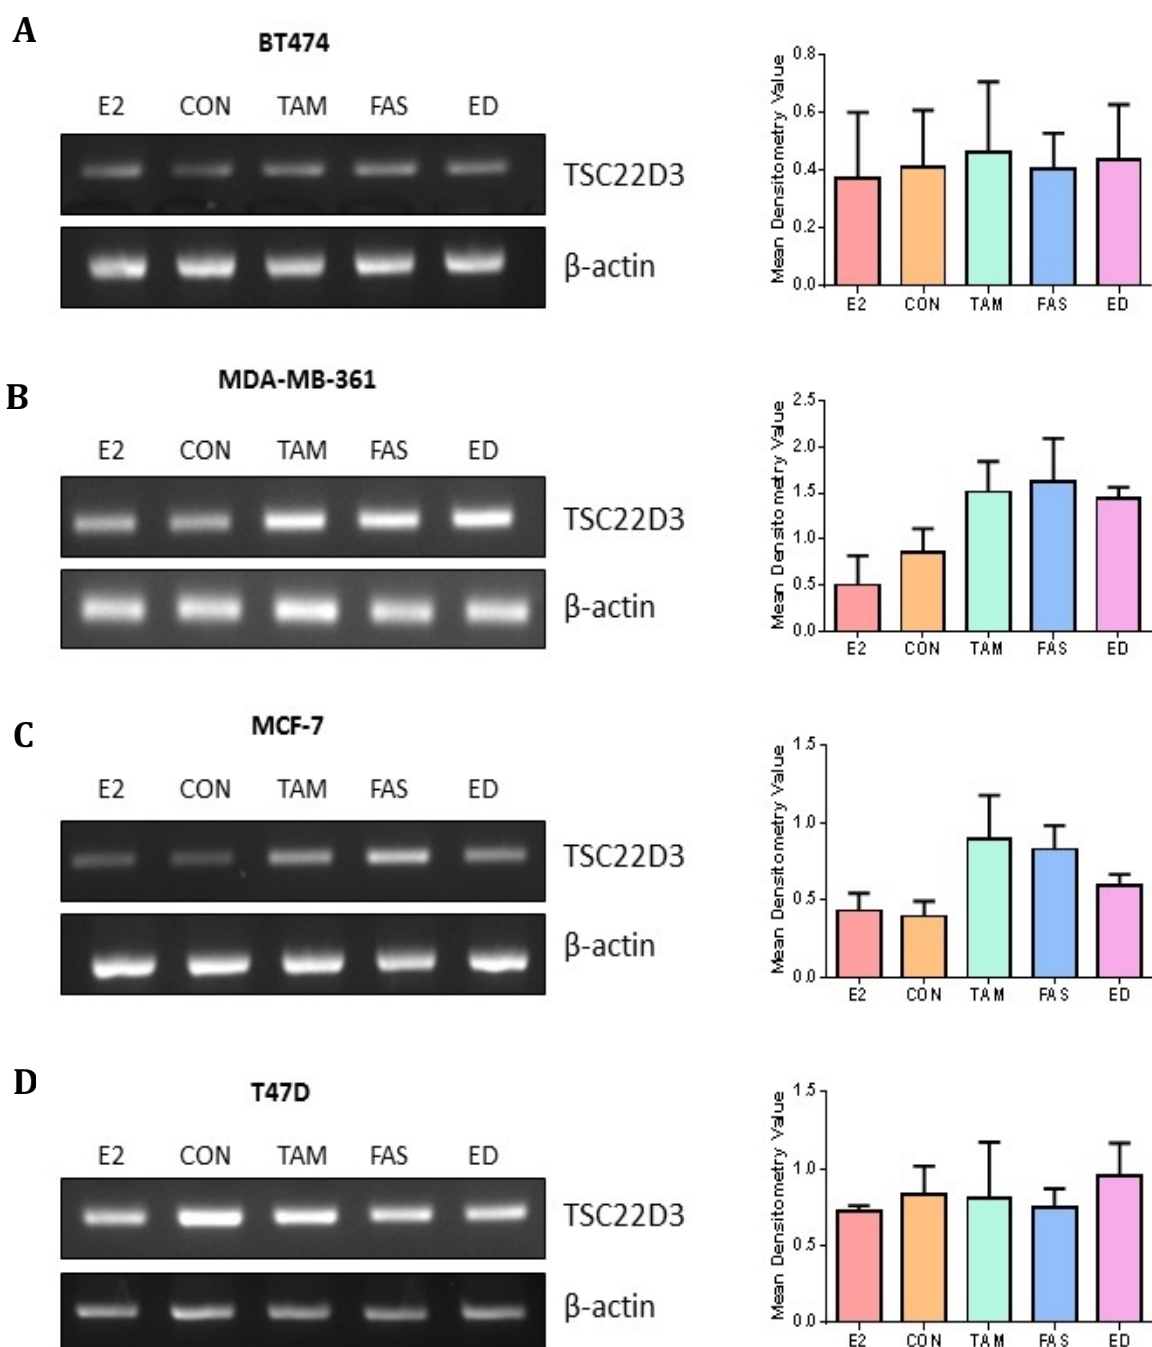 A
BT474
E2 CON TAM FAS ED
TSC22D3
β-actin
Mean Densitometry Value
0.8
0.6
0.4
0.2
0.0
E2 CON TAM FAS ED
B
MDA-MB-361
E2 CON TAM FAS ED
TSC22D3
β-actin
Mean Densitometry Value
2.5
2.0
1.5
1.0
0.5
0.0
E2 CON TAM FAS ED
C
MCF-7
E2 CON TAM FAS ED
TSC22D3
β-actin
Mean Densitometry Value
1.5
1.0
0.5
0.0
E2 CON TAM FAS ED
D
T47D
E2 CON TAM FAS ED
TSC22D3
β-actin
Mean Densitometry Value
1.5
1.0
0.5
0.0
E2 CON TAM FAS ED